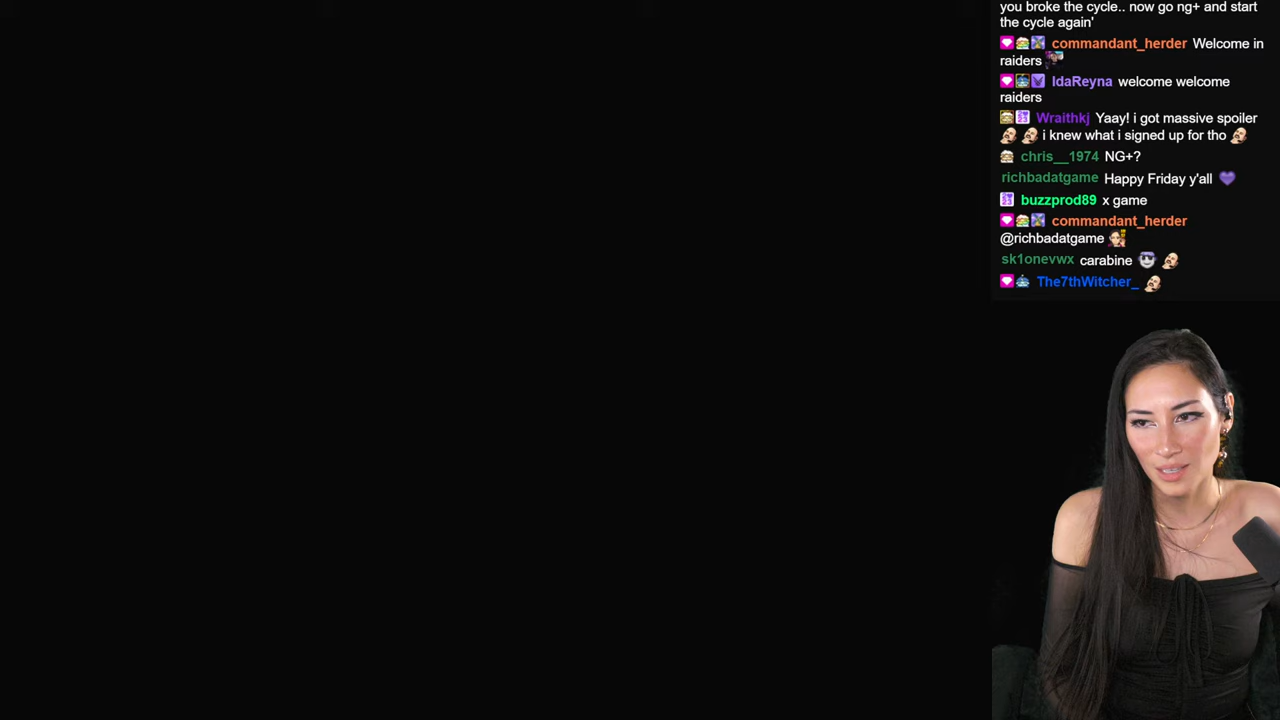 you broke the cycle.. now go ng+ and start
the cycle again'
commandant_herder Welcome in
raiders
IdaReyna welcome welcome
raiders
Wraithkj Yaay! i got massive spoiler
i knew what i signed up for tho
chris__1974 NG+?
richbadatgame Happy Friday y'all
buzzprod89 x game
commandant_herder
@richbadatgame
sk1onevwx carabine
The7thWitcher_